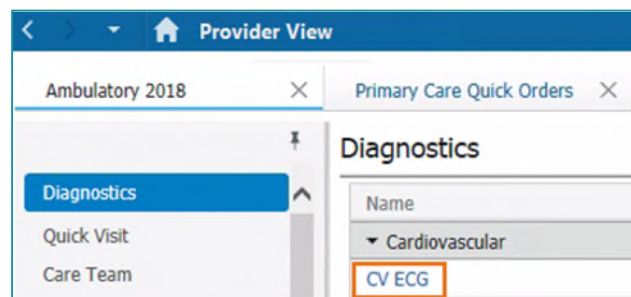 Provider View
Ambulatory 2018
Primary Care Quick Orders
Diagnostics
Quick Visit
Care Team
Diagnostics
Name
Cardiovascular
CV ECG